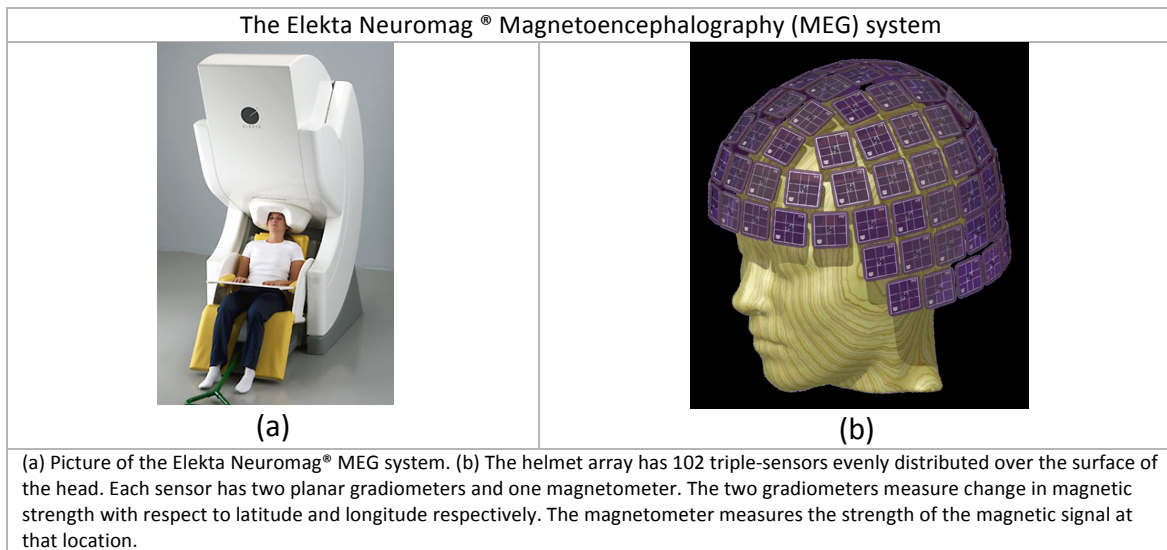 The Elekta Neuromag ® Magnetoencephalography (MEG) system
ELEKTA
(a)
(b)
(a) Picture of the Elekta Neuromag® MEG system. (b) The helmet array has 102 triple-sensors evenly distributed over the surface of
the head. Each sensor has two planar gradiometers and one magnetometer. The two gradiometers measure change in magnetic
strength with respect to latitude and longitude respectively. The magnetometer measures the strength of the magnetic signal at
that location.